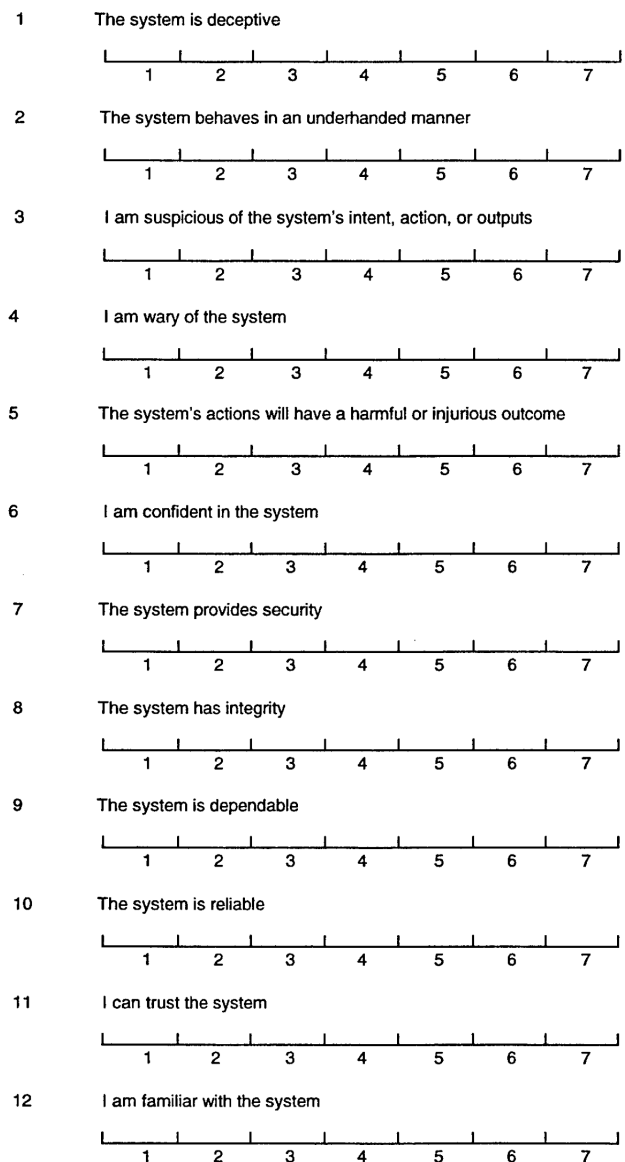 1 The system is deceptive
1 2 3 4 5 6 7
2 The system behaves in an underhanded manner
1 2 3 4 5 6 7
3 I am suspicious of the system's intent, action, or outputs
1 2 3 4 5 6 7
4 I am wary of the system
1 2 3 4 5 6 7
5 The system's actions will have a harmful or injurious outcome
1 2 3 4 5 6 7
6 I am confident in the system
1 2 3 4 5 6 7
7 The system provides security
1 2 3 4 5 6 7
8 The system has integrity
1 2 3 4 5 6 7
9 The system is dependable
1 2 3 4 5 6 7
10 The system is reliable
1 2 3 4 5 6 7
11 I can trust the system
1 2 3 4 5 6 7
12 I am familiar with the system
1 2 3 4 5 6 7